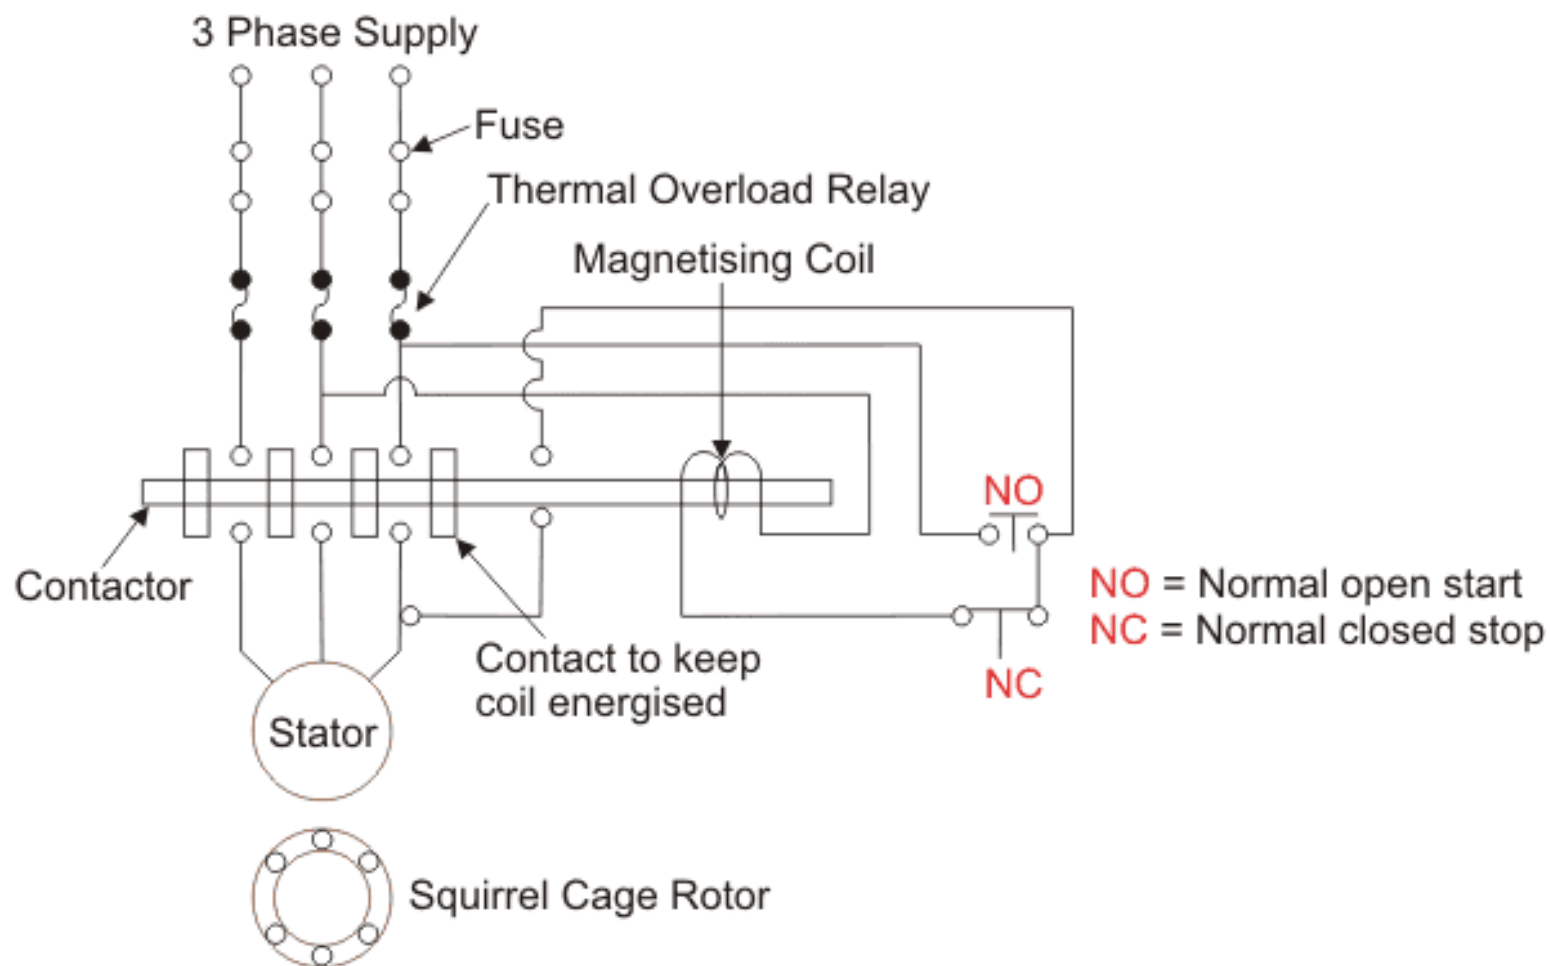 3 Phase Supply
Fuse
Thermal Overload Relay
Magnetising Coil
NO
Contactor
NO = Normal open start
NC = Normal closed stop
Contact to keep
coil energised
NC
Stator
Squirrel Cage Rotor